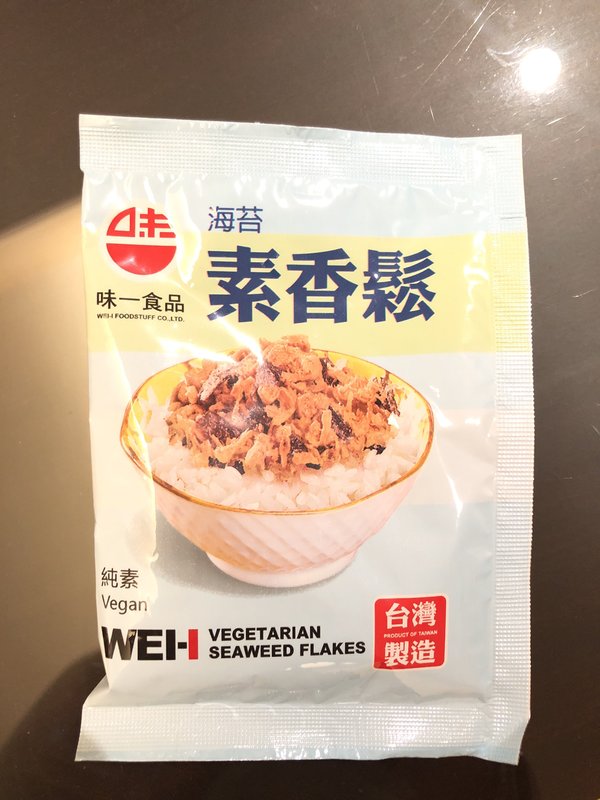 味
海苔
素香鬆
味一食品
WEI-I FOODSTUFF CO.,LTD.
純素
Vegan
WEI-I
VEGETARIAN
SEAWEED FLAKES
台灣
PRODUCT OF TAIWAN
製造